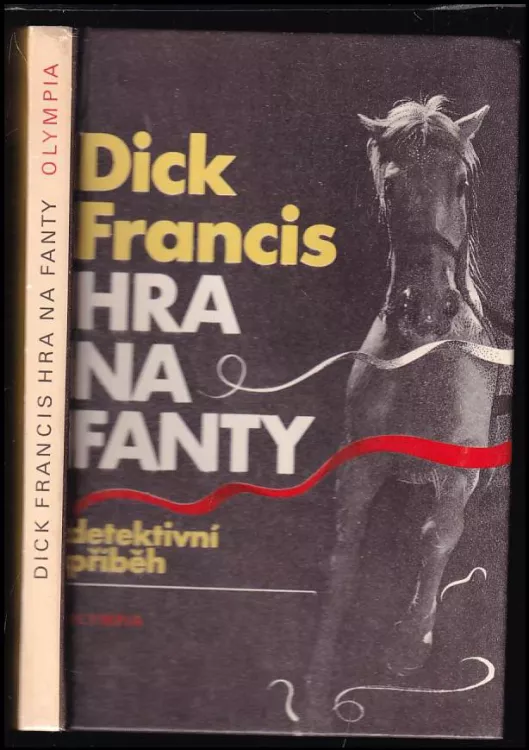 DICK FRANCIS HRA NA FANTY OLYMPIA
Dick
Francis
HRA
NA
FANTY
detektivní
příběh
OLYMPIA